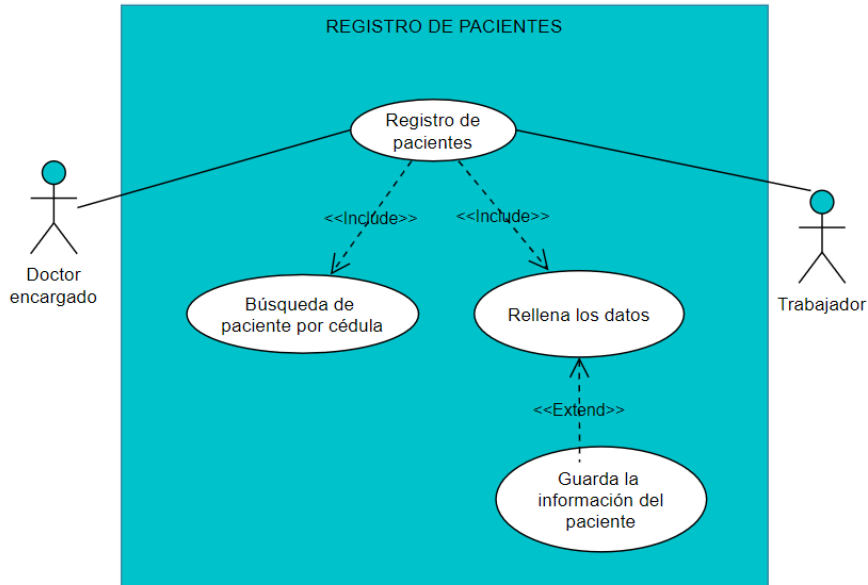 REGISTRO DE PACIENTES
Registro de
pacientes
<<Include>>
<<Include>>
Doctor
encargado
Búsqueda de
paciente por cédula
Rellena los datos
Trabajador
<<Extend>>
Guarda la
información del
paciente